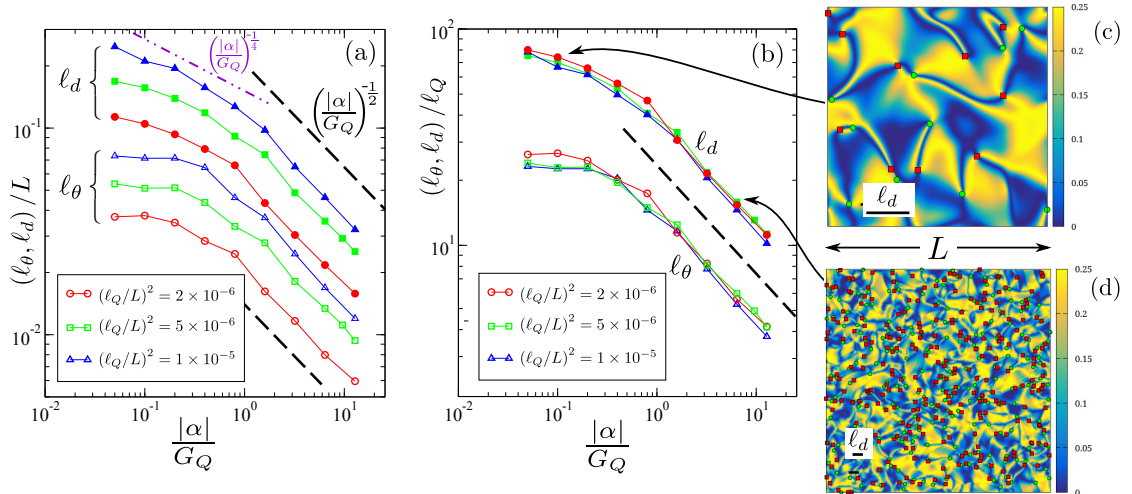 (a)
(|α|/G_Q)^{-1/4}
(|α|/G_Q)^{-1/2}
ℓ_d
ℓ_θ
(ℓ_θ, ℓ_d) / L
10^{-1}
10^{-2}
(ℓ_Q/L)^2 = 2 × 10^{-6}
(ℓ_Q/L)^2 = 5 × 10^{-6}
(ℓ_Q/L)^2 = 1 × 10^{-5}
10^{-2} 10^{-1} 10^0 10^1
|α|/G_Q
(b)
(ℓ_θ, ℓ_d) / ℓ_Q
10^2
10^1
ℓ_d
ℓ_θ
(ℓ_Q/L)^2 = 2 × 10^{-6}
(ℓ_Q/L)^2 = 5 × 10^{-6}
(ℓ_Q/L)^2 = 1 × 10^{-5}
10^{-2} 10^{-1} 10^0 10^1
|α|/G_Q
(c)
ℓ_d
0.25
0.2
0.15
0.1
0.05
0
L
(d)
ℓ_d
0.25
0.2
0.15
0.1
0.05
0